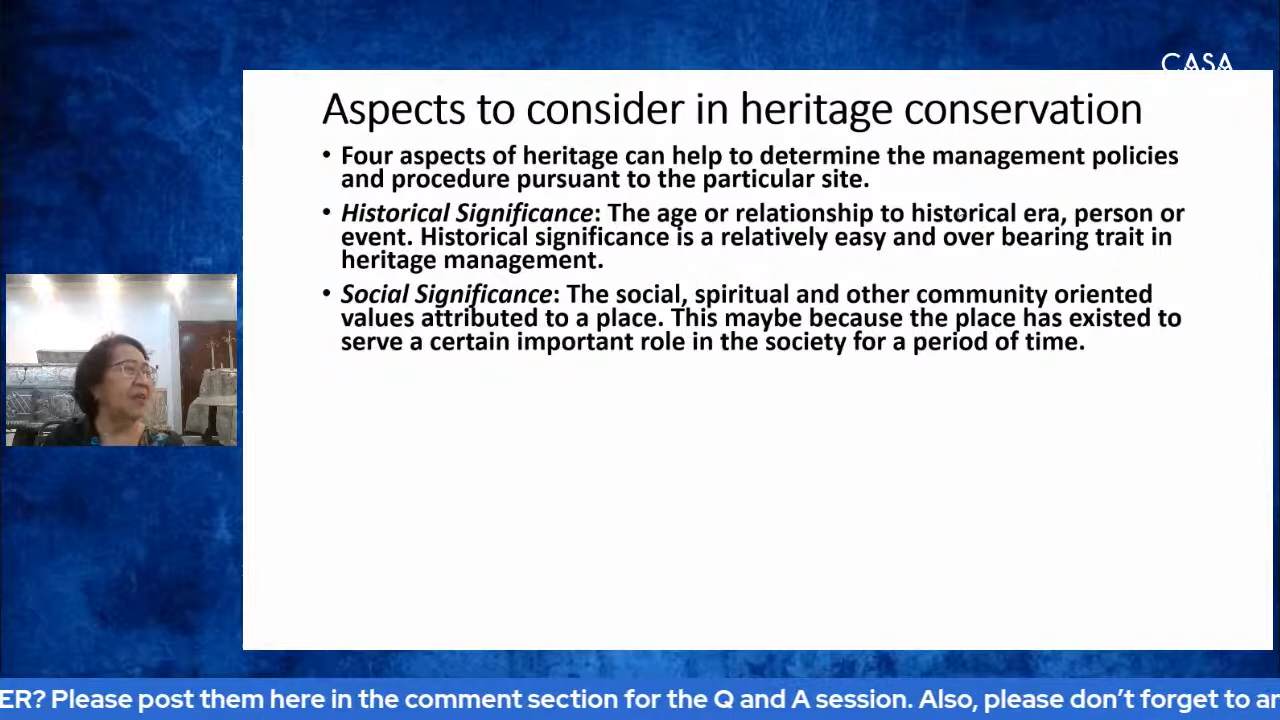 CASA
Aspects to consider in heritage conservation
• Four aspects of heritage can help to determine the management policies
and procedure pursuant to the particular site.
• Historical Significance: The age or relationship to historical era, person or
event. Historical significance is a relatively easy and over bearing trait in
heritage management.
• Social Significance: The social, spiritual and other community oriented
values attributed to a place. This maybe because the place has existed to
serve a certain important role in the society for a period of time.
ER? Please post them here in the comment section for the Q and A session. Also, please don’t forget to